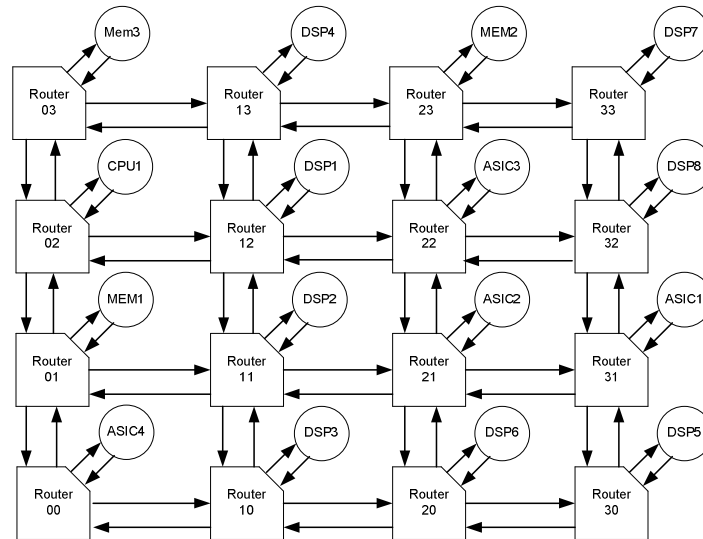 Mem3
DSP4
MEM2
DSP7
Router
03
Router
13
Router
23
Router
33
CPU1
DSP1
ASIC3
DSP8
Router
02
Router
12
Router
22
Router
32
MEM1
DSP2
ASIC2
ASIC1
Router
01
Router
11
Router
21
Router
31
ASIC4
DSP3
DSP6
DSP5
Router
00
Router
10
Router
20
Router
30